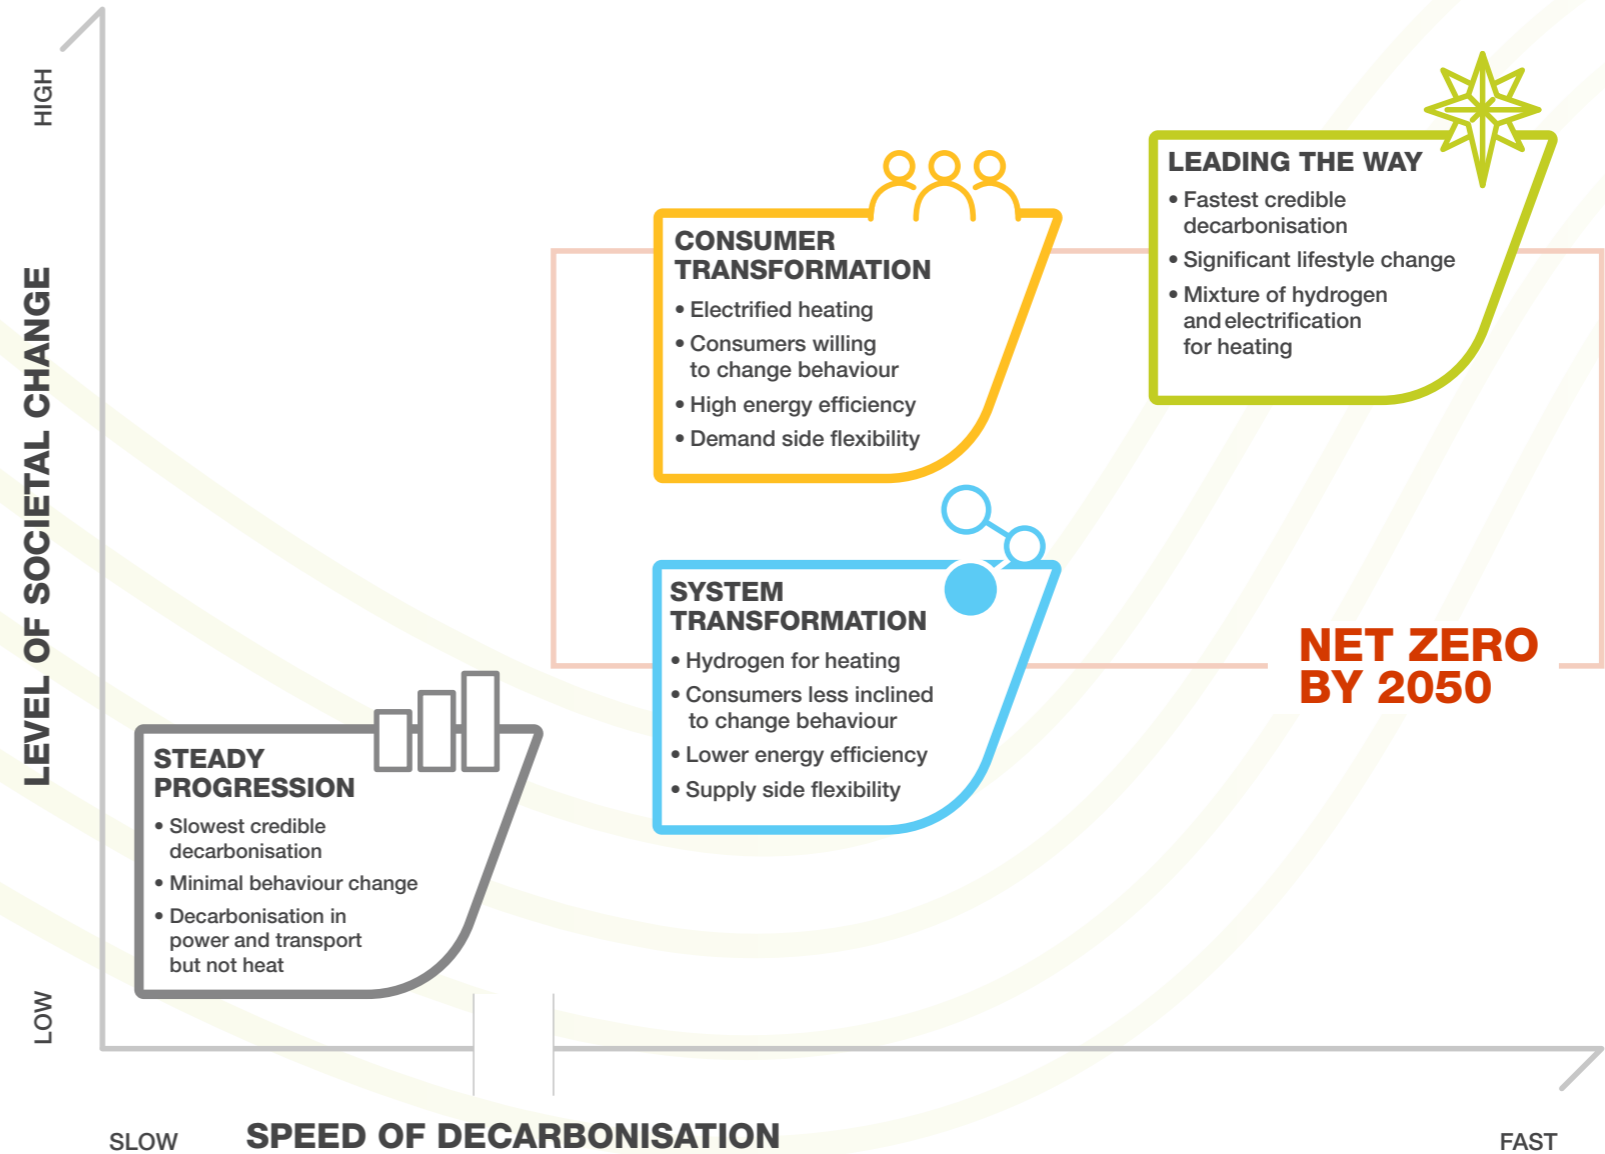 HIGH
LEVEL OF SOCIETAL CHANGE
LOW
LEADING THE WAY
• Fastest credible
decarbonisation
• Significant lifestyle change
• Mixture of hydrogen
and electrification
for heating
CONSUMER
TRANSFORMATION
• Electrified heating
• Consumers willing
to change behaviour
• High energy efficiency
• Demand side flexibility
SYSTEM
TRANSFORMATION
• Hydrogen for heating
• Consumers less inclined
to change behaviour
• Lower energy efficiency
• Supply side flexibility
NET ZERO
BY 2050
STEADY
PROGRESSION
• Slowest credible
decarbonisation
• Minimal behaviour change
• Decarbonisation in
power and transport
but not heat
SLOW
SPEED OF DECARBONISATION
FAST